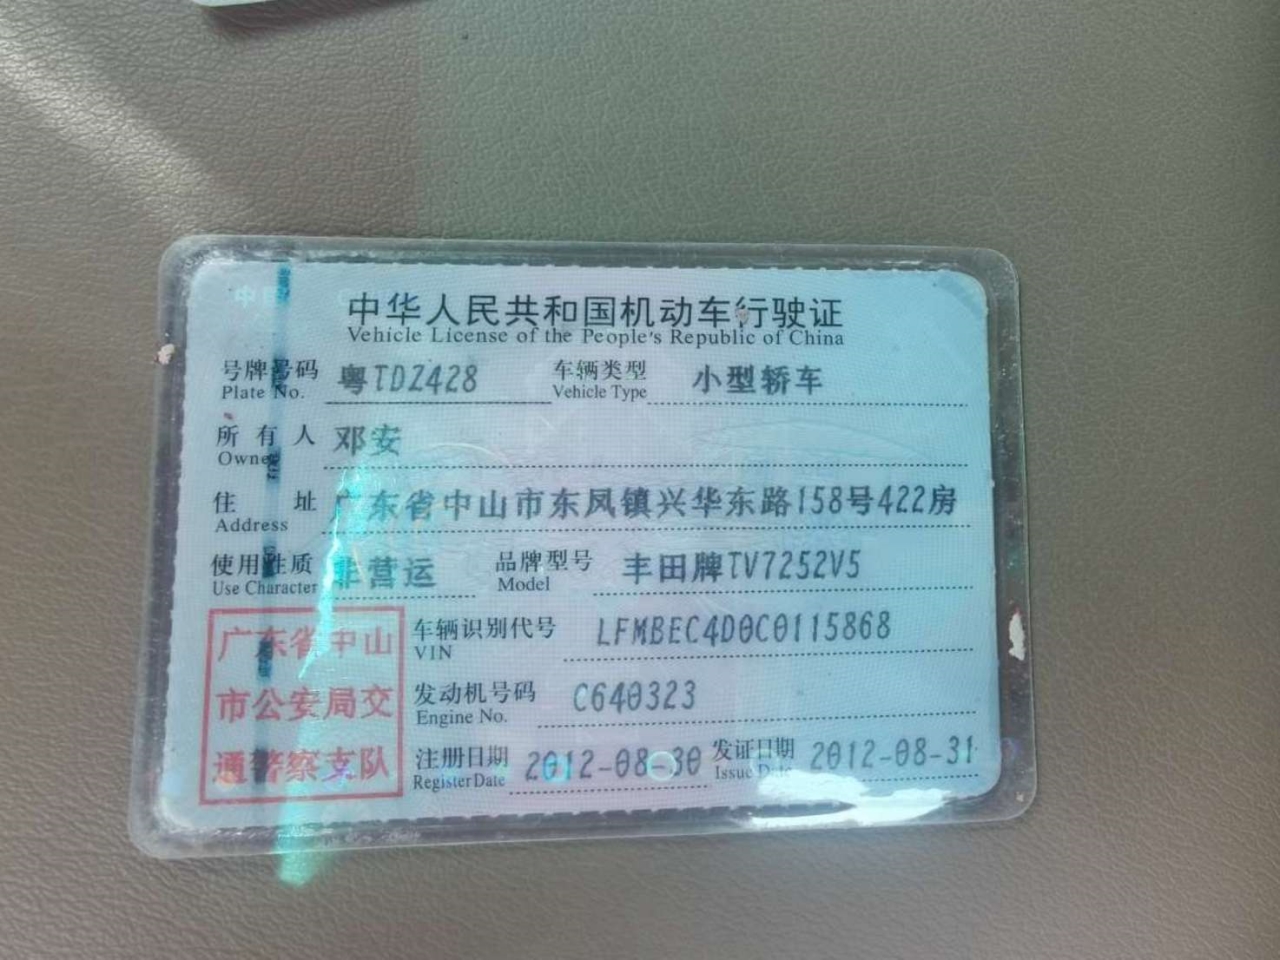 中华人民共和国机动车行驶证
Vehicle License of the People's Republic of China
号牌号码 粤TDZ428 车辆类型 小型轿车
Plate No. Vehicle Type
所有人 邓安
Owner
住址 广东省中山市东凤镇兴华东路158号422房
Address
使用性质 非营运 品牌型号 丰田牌TV7252V5
Use Character Model
车辆识别代号 LFMBEC4D0C0115868
VIN
发动机号码 C640323
Engine No.
注册日期 2012-08-30 发证日期 2012-08-31
Register Date Issue Date
广东省中山
市公安局交
通警察支队